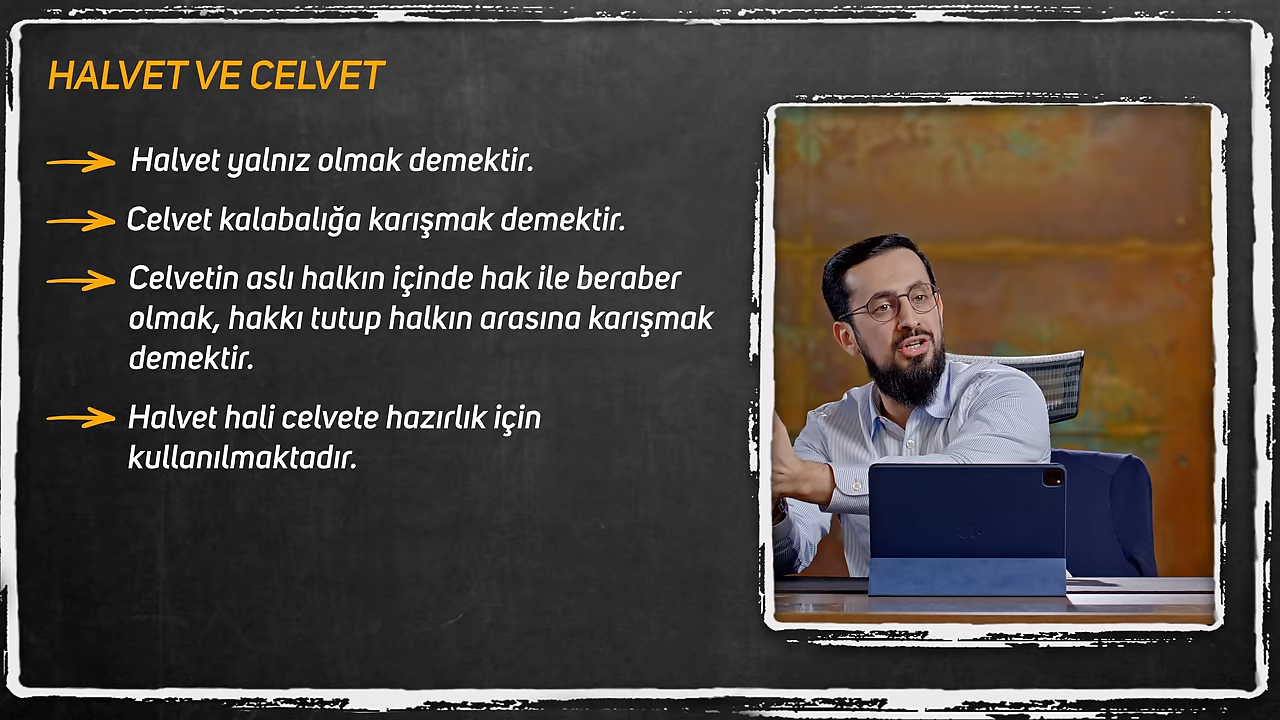 HALVET VE CELVET
Halvet yalnız olmak demektir.
Celvet kalabalığa karışmak demektir.
Celvetin aslı halkın içinde hak ile beraber
olmak, hakkı tutup halkın arasına karışmak
demektir.
Halvet hali celvete hazırlık için
kullanılmaktadır.